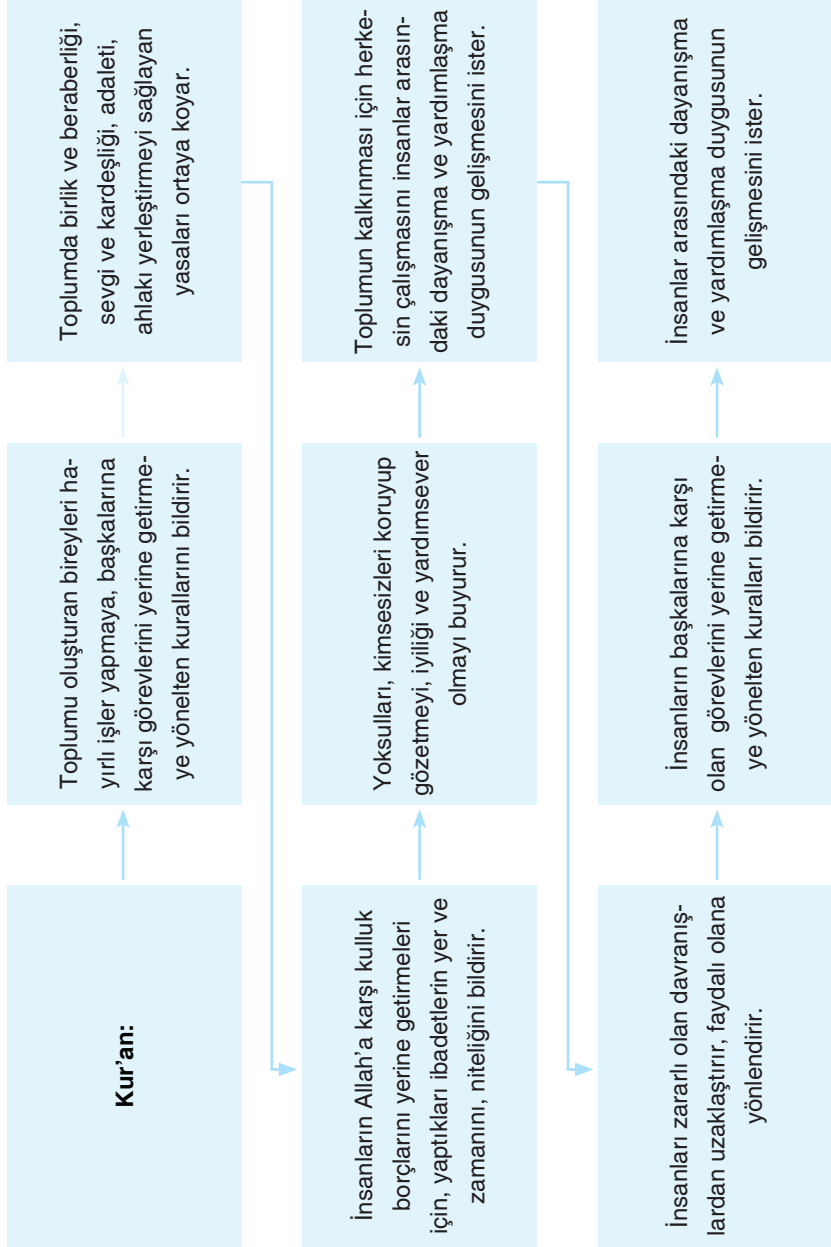 Kur’an:
Toplumu oluşturan bireyleri ha-
yırlı işler yapmaya, başkalarına
karşı görevlerini yerine getirme-
ye yönelten kurallarını bildirir.
Toplumda birlik ve beraberliği,
sevgi ve kardeşliği, adaleti,
ahlakı yerleştirmeyi sağlayan
yasaları ortaya koyar.
İnsanların Allah’a karşı kulluk
borçlarını yerine getirmeleri
için, yaptıkları ibadetlerin yer ve
zamanını, niteliğini bildirir.
Yoksulları, kimsesizleri koruyup
gözetmeyi, iyiliği ve yardımsever
olmayı buyurur.
Toplumun kalkınması için herke-
sin çalışmasını insanlar arasın-
daki dayanışma ve yardımlaşma
duygusunun gelişmesini ister.
İnsanları zararlı olan davranış-
lardan uzaklaştırır, faydalı olana
yönlendirir.
İnsanların başkalarına karşı
olan görevlerini yerine getirme-
ye yönelten kuralları bildirir.
İnsanlar arasındaki dayanışma
ve yardımlaşma duygusunun
gelişmesini ister.